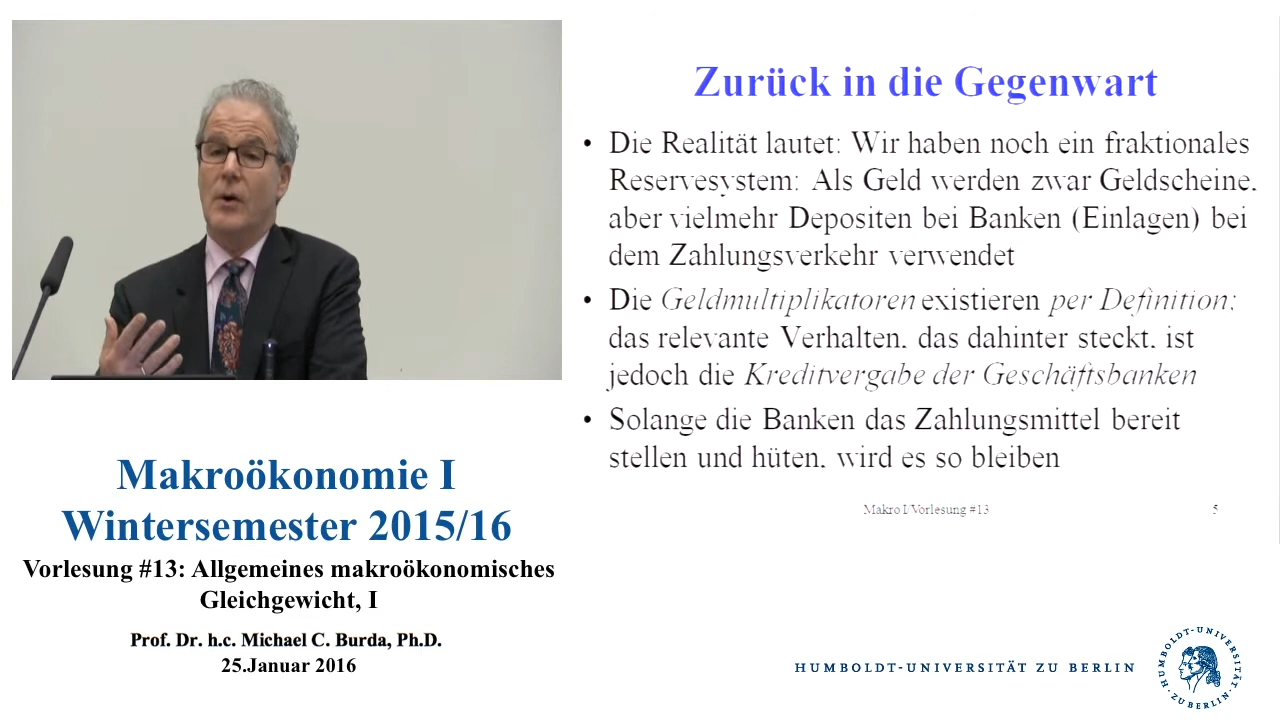 Zurück in die Gegenwart
• Die Realität lautet: Wir haben noch ein fraktionales
Reservesystem: Als Geld werden zwar Geldscheine,
aber vielmehr Depositen bei Banken (Einlagen) bei
dem Zahlungsverkehr verwendet
• Die Geldmultiplikatoren existieren per Definition;
das relevante Verhalten, das dahinter steckt, ist
jedoch die Kreditvergabe der Geschäftsbanken
• Solange die Banken das Zahlungsmittel bereit
stellen und hüten, wird es so bleiben
Makro I/Vorlesung #13
5
Makroökonomie I
Wintersemester 2015/16
Vorlesung #13: Allgemeines makroökonomisches
Gleichgewicht, I
Prof. Dr. h.c. Michael C. Burda, Ph.D.
25.Januar 2016
HUMBOLDT-UNIVERSITÄT ZU BERLIN
HUMBOLDT-UNIVERSITÄT
ZU BERLIN